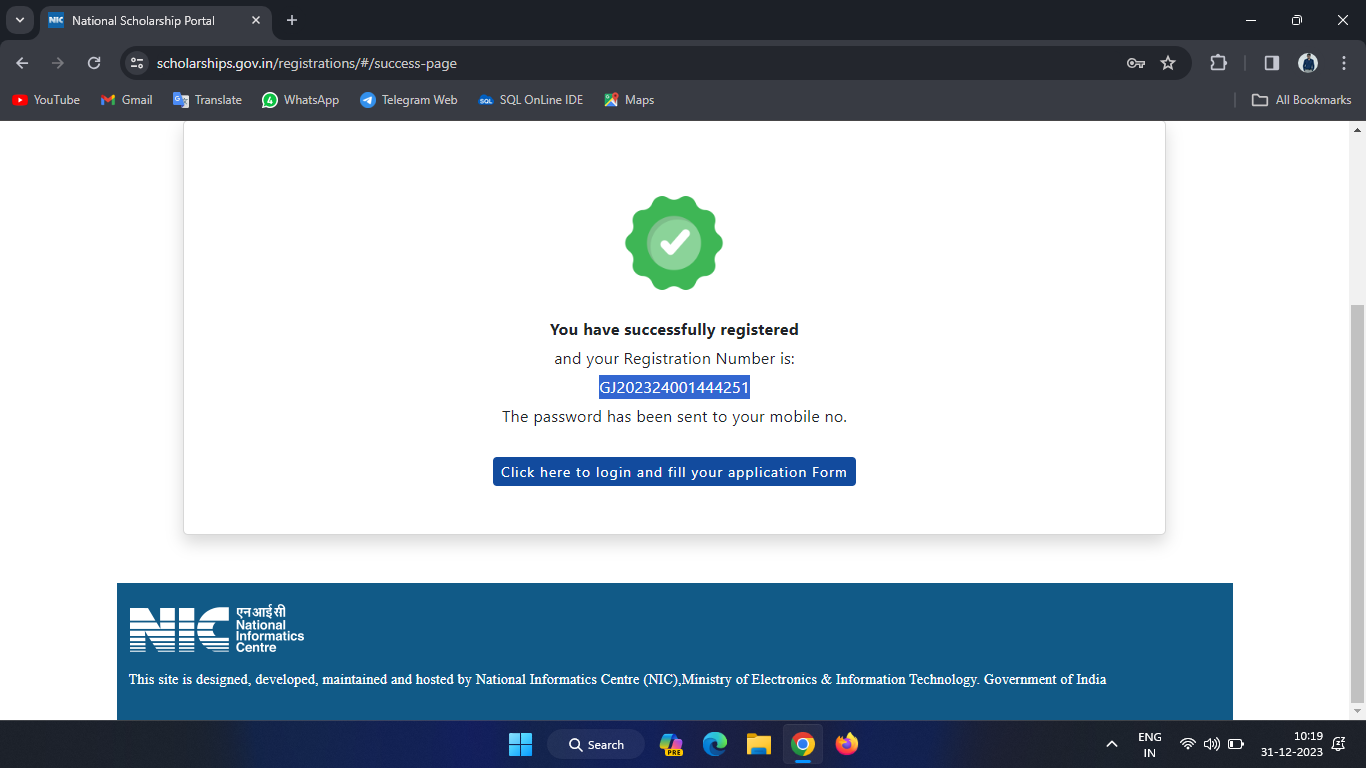 NIC National Scholarship Portal
scholarships.gov.in/registrations/#/success-page
YouTube Gmail Translate 4 WhatsApp Telegram Web SQL SQL OnLine IDE Maps All Bookmarks
You have successfully registered
and your Registration Number is:
GJ202324001444251
The password has been sent to your mobile no.
Click here to login and fill your application Form
NIC
एनआईसी
National
Informatics
Centre
This site is designed, developed, maintained and hosted by National Informatics Centre (NIC),Ministry of Electronics & Information Technology. Government of India
Search
PRE
ENG
IN
10:19
31-12-2023